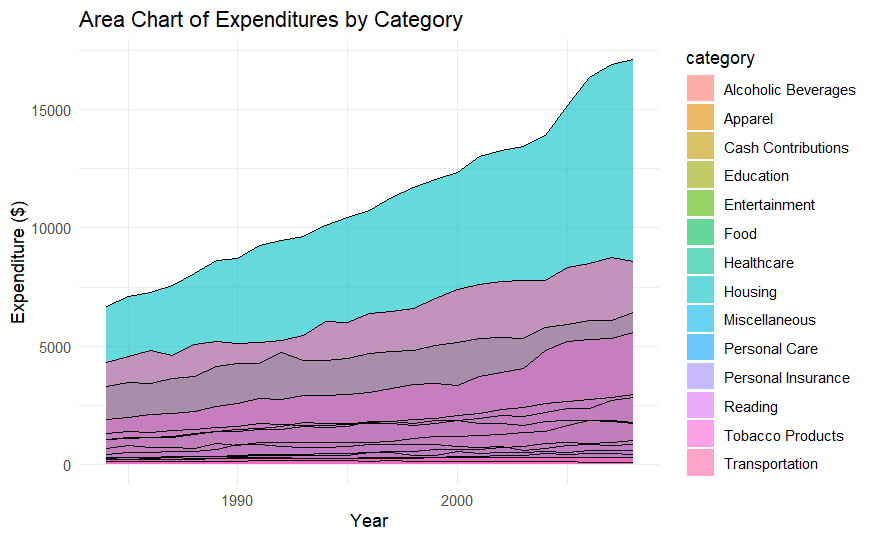 Area Chart of Expenditures by Category
Expenditure ($)
15000
10000
5000
0
1990
2000
Year
category
Alcoholic Beverages
Apparel
Cash Contributions
Education
Entertainment
Food
Healthcare
Housing
Miscellaneous
Personal Care
Personal Insurance
Reading
Tobacco Products
Transportation